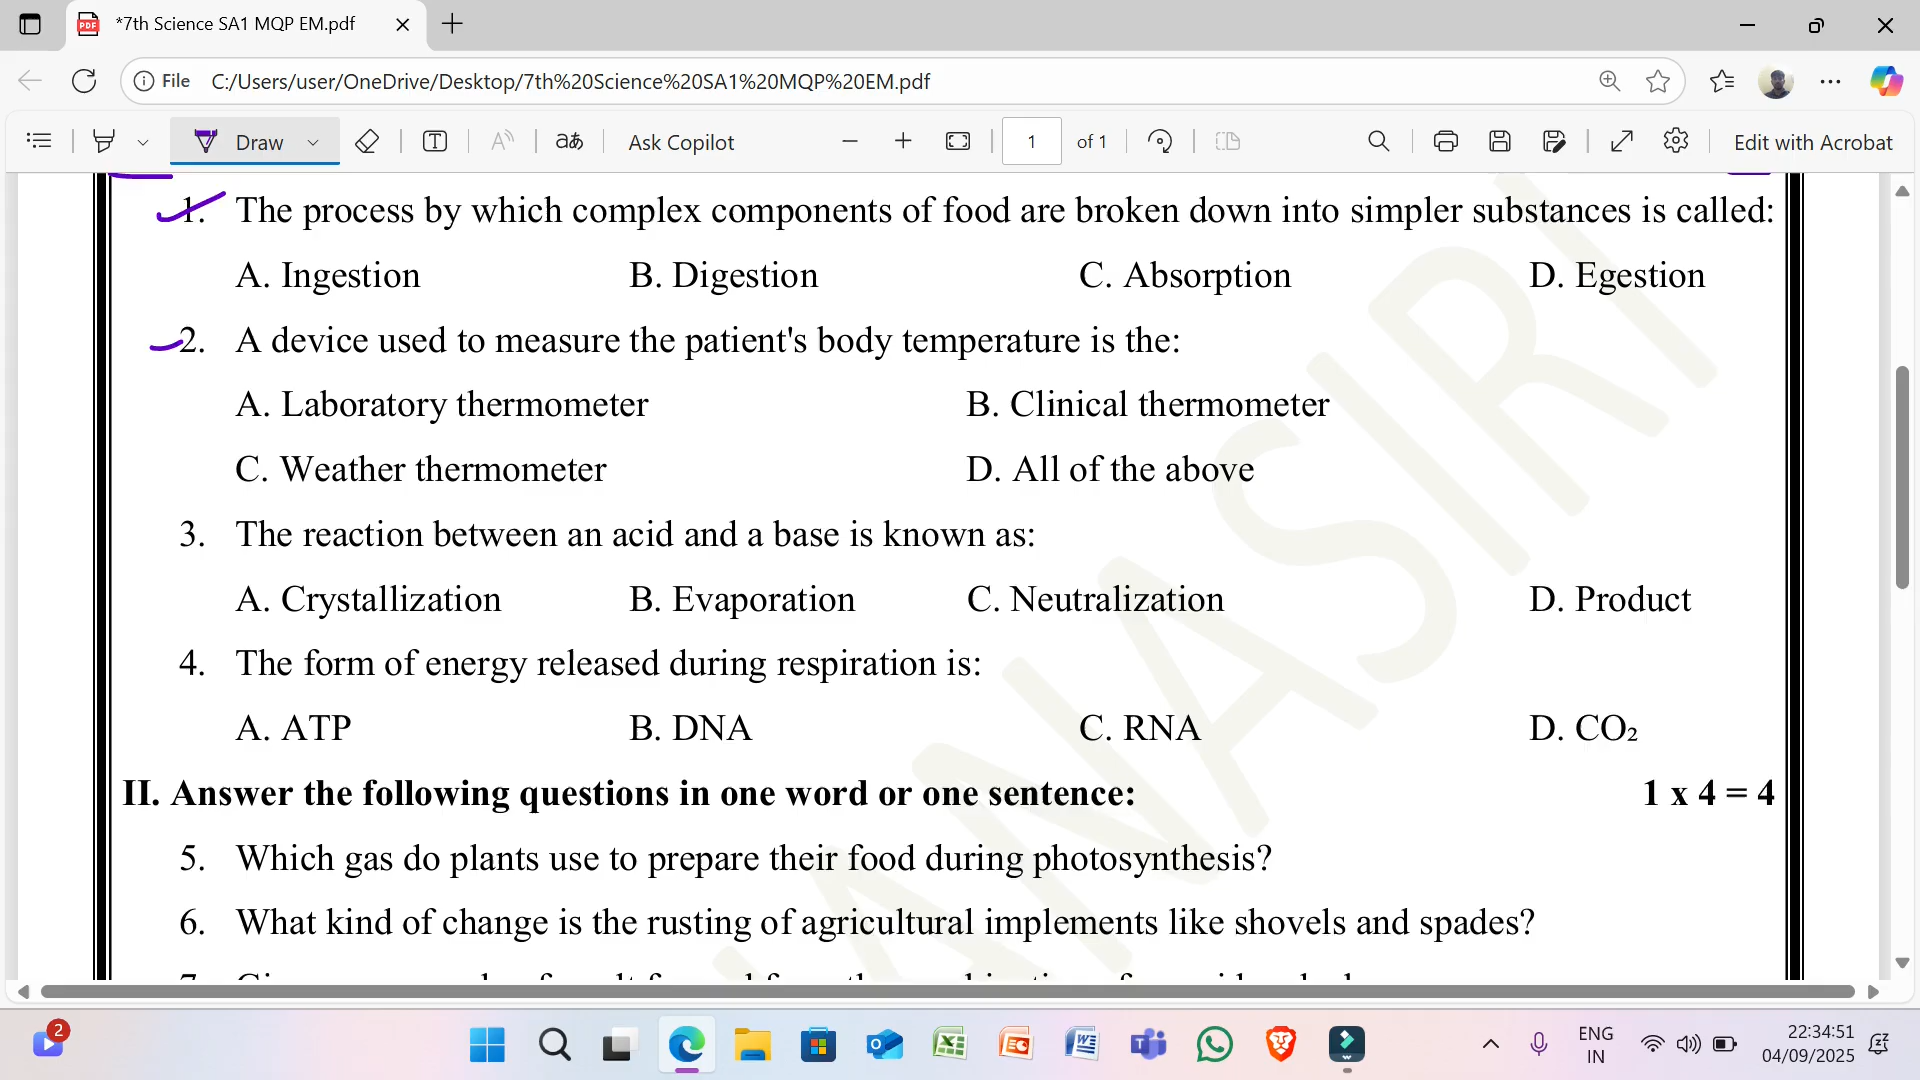 *7th Science SA1 MQP EM.pdf
File C:/Users/user/OneDrive/Desktop/7th%20Science%20SA1%20MQP%20EM.pdf
Draw Ask Copilot 1 of 1 Edit with Acrobat
1. The process by which complex components of food are broken down into simpler substances is called:
A. Ingestion B. Digestion C. Absorption D. Egestion
2. A device used to measure the patient's body temperature is the:
A. Laboratory thermometer B. Clinical thermometer
C. Weather thermometer D. All of the above
3. The reaction between an acid and a base is known as:
A. Crystallization B. Evaporation C. Neutralization D. Product
4. The form of energy released during respiration is:
A. ATP B. DNA C. RNA D. CO₂
II. Answer the following questions in one word or one sentence: 1 x 4 = 4
5. Which gas do plants use to prepare their food during photosynthesis?
6. What kind of change is the rusting of agricultural implements like shovels and spades?
ANASIRI
2
ENG
IN
22:34:51
04/09/2025